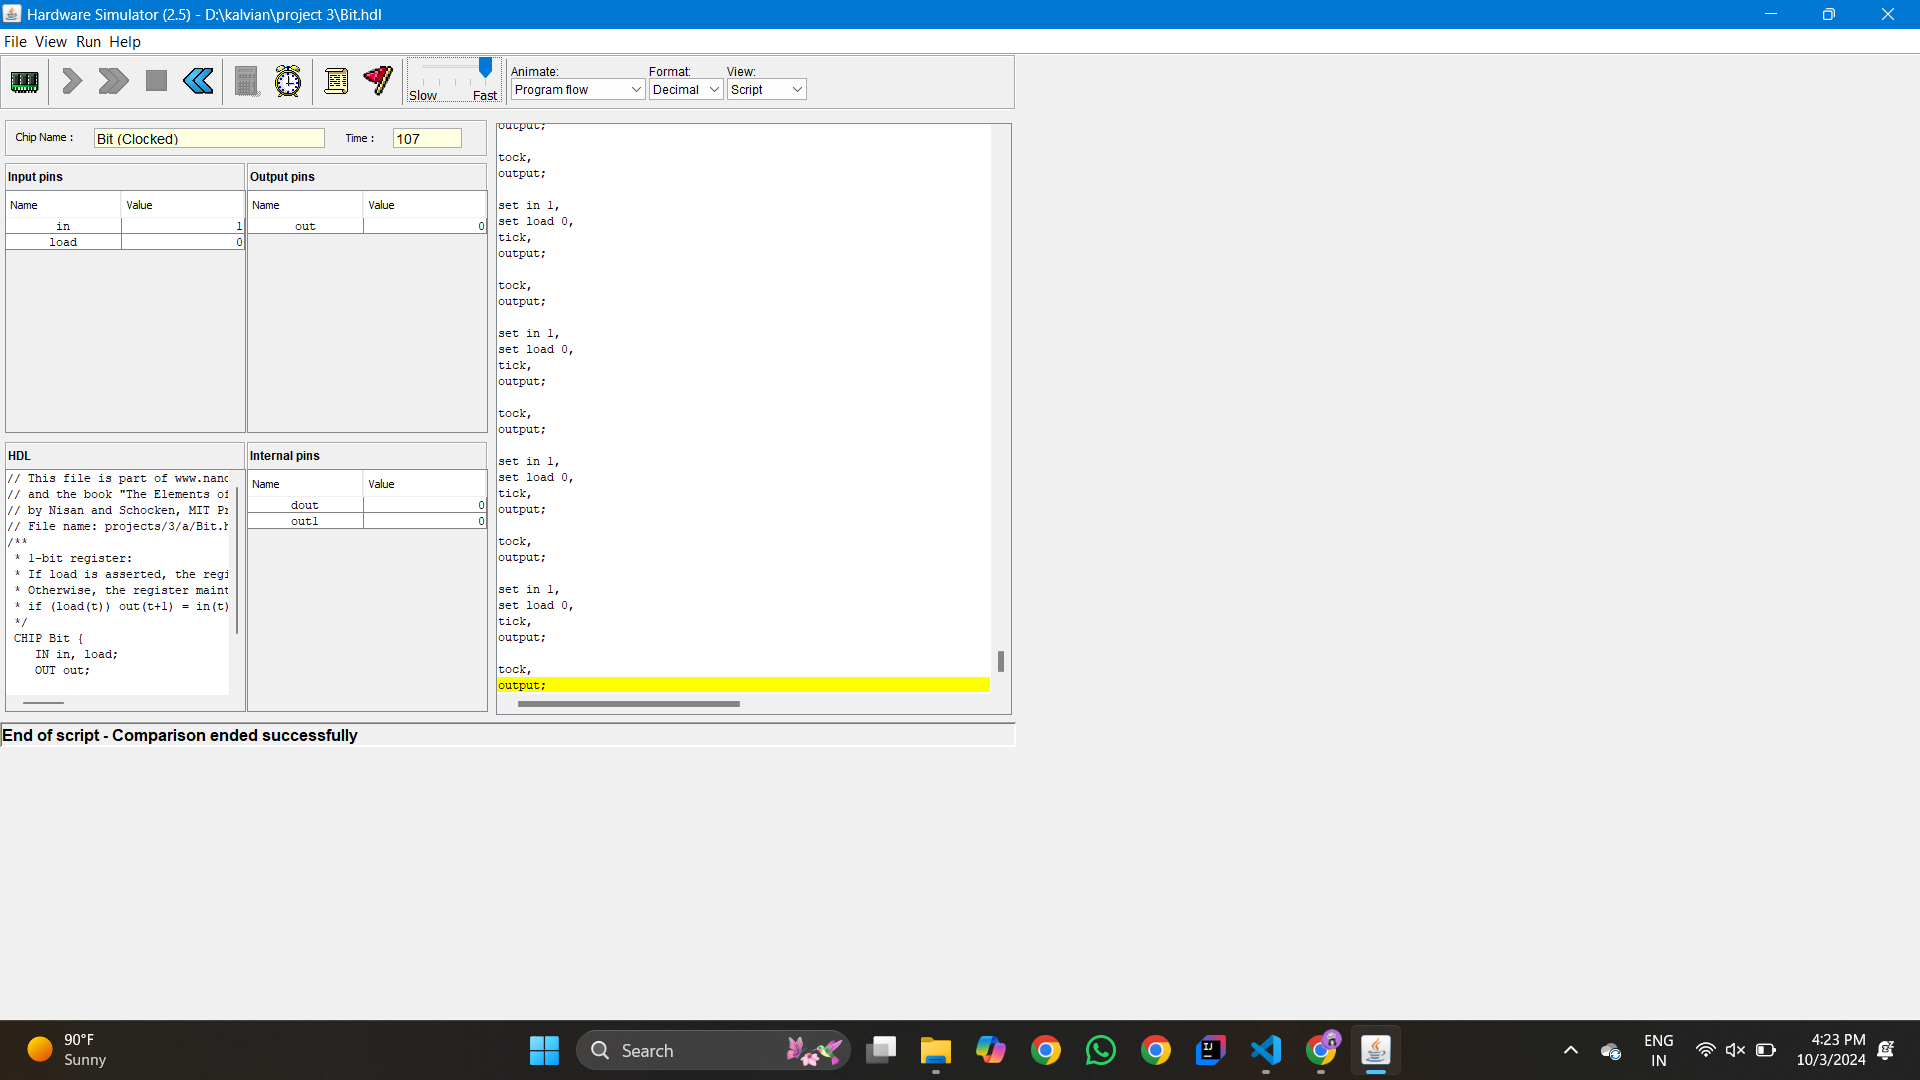 Hardware Simulator (2.5) - D:\kalvian\project 3\Bit.hdl
File View Run Help
Slow Fast
Animate:
Program flow
Format:
Decimal
View:
Script
Chip Name :
Bit (Clocked)
Time :
107
Input pins
Name Value
in 1
load 0
Output pins
Name Value
out 0
HDL
// This file is part of www.nand
// and the book "The Elements of
// by Nisan and Schocken, MIT Pr
// File name: projects/3/a/Bit.h
/**
* 1-bit register:
* If load is asserted, the regi
* Otherwise, the register maint
* if (load(t)) out(t+1) = in(t)
*/
CHIP Bit {
IN in, load;
OUT out;
Internal pins
Name Value
dout 0
out1 0
output;
tock,
output;
set in 1,
set load 0,
tick,
output;
tock,
output;
set in 1,
set load 0,
tick,
output;
tock,
output;
set in 1,
set load 0,
tick,
output;
tock,
output;
set in 1,
set load 0,
tick,
output;
tock,
output;
End of script - Comparison ended successfully
90°F
Sunny
Search
IJ
ENG
IN
4:23 PM
10/3/2024